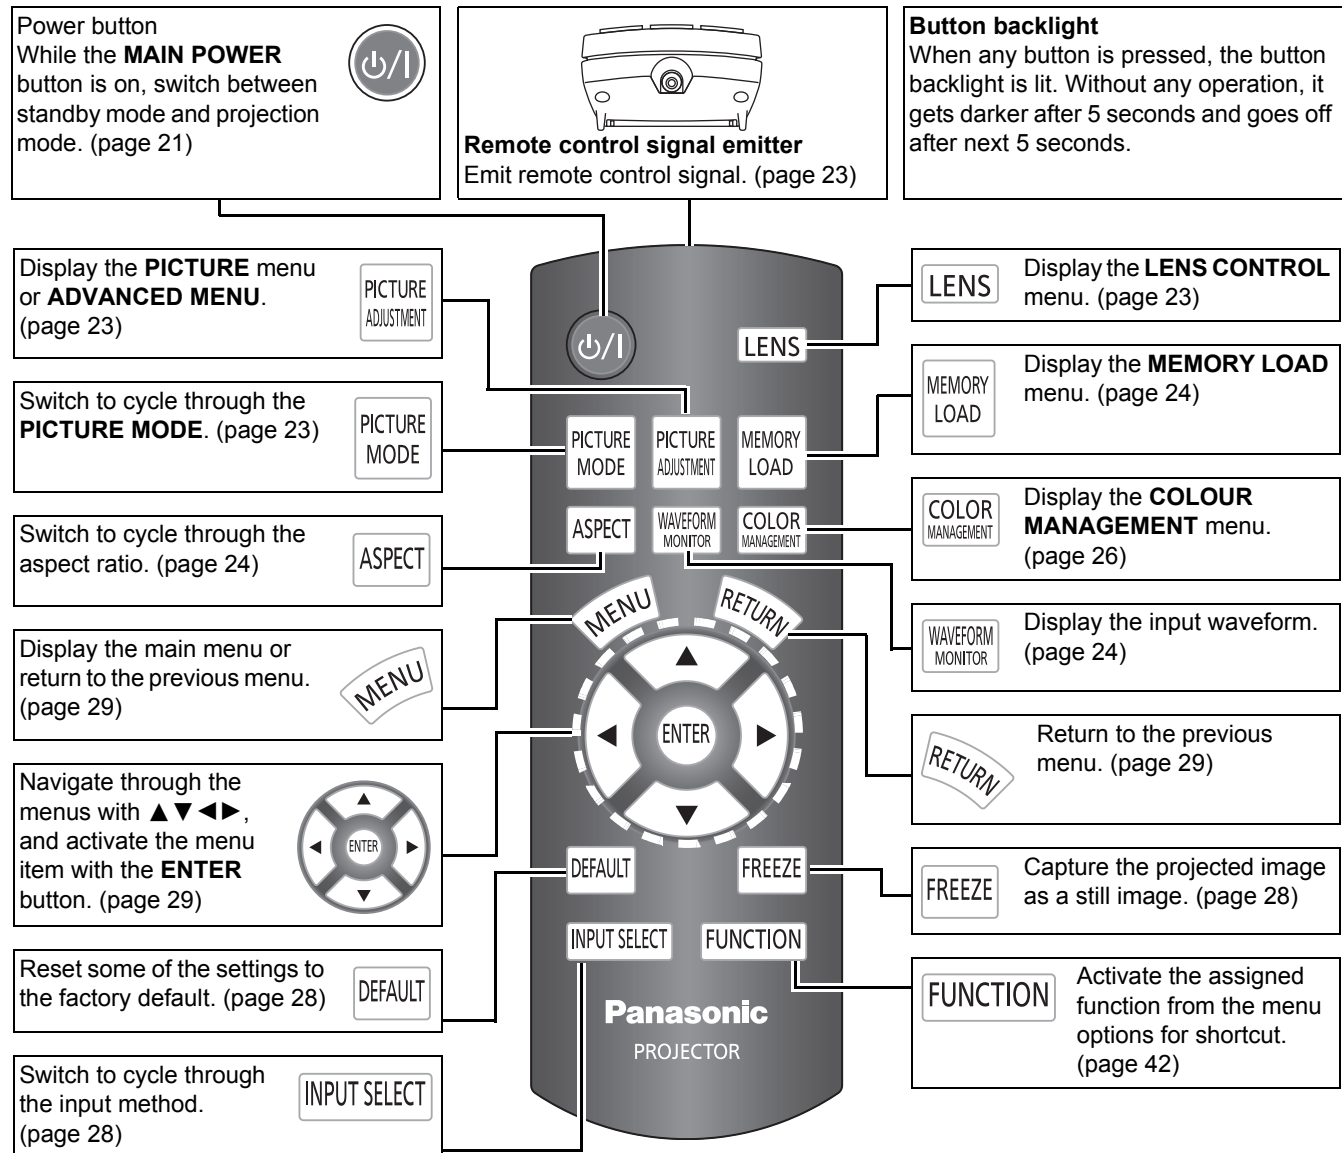 Power button
While the MAIN POWER
button is on, switch between
standby mode and projection
mode. (page 21)
Remote control signal emitter
Emit remote control signal. (page 23)
Button backlight
When any button is pressed, the button
backlight is lit. Without any operation, it
gets darker after 5 seconds and goes off
after next 5 seconds.
Display the PICTURE menu
or ADVANCED MENU.
(page 23)
PICTURE
ADJUSTMENT
Switch to cycle through the
PICTURE MODE. (page 23)
PICTURE
MODE
Switch to cycle through the
aspect ratio. (page 24)
ASPECT
Display the main menu or
return to the previous menu.
(page 29)
MENU
Navigate through the
menus with ▲▼◄►,
and activate the menu
item with the ENTER
button. (page 29)
ENTER
Reset some of the settings to
the factory default. (page 28)
DEFAULT
Switch to cycle through
the input method.
(page 28)
INPUT SELECT
LENS
PICTURE
MODE
PICTURE
ADJUSTMENT
MEMORY
LOAD
ASPECT
WAVEFORM
MONITOR
COLOR
MANAGEMENT
MENU
RETURN
ENTER
DEFAULT
FREEZE
INPUT SELECT
FUNCTION
Panasonic
PROJECTOR
LENS
Display the LENS CONTROL
menu. (page 23)
MEMORY
LOAD
Display the MEMORY LOAD
menu. (page 24)
COLOR
MANAGEMENT
Display the COLOUR
MANAGEMENT menu.
(page 26)
WAVEFORM
MONITOR
Display the input waveform.
(page 24)
RETURN
Return to the previous
menu. (page 29)
FREEZE
Capture the projected image
as a still image. (page 28)
FUNCTION
Activate the assigned
function from the menu
options for shortcut.
(page 42)